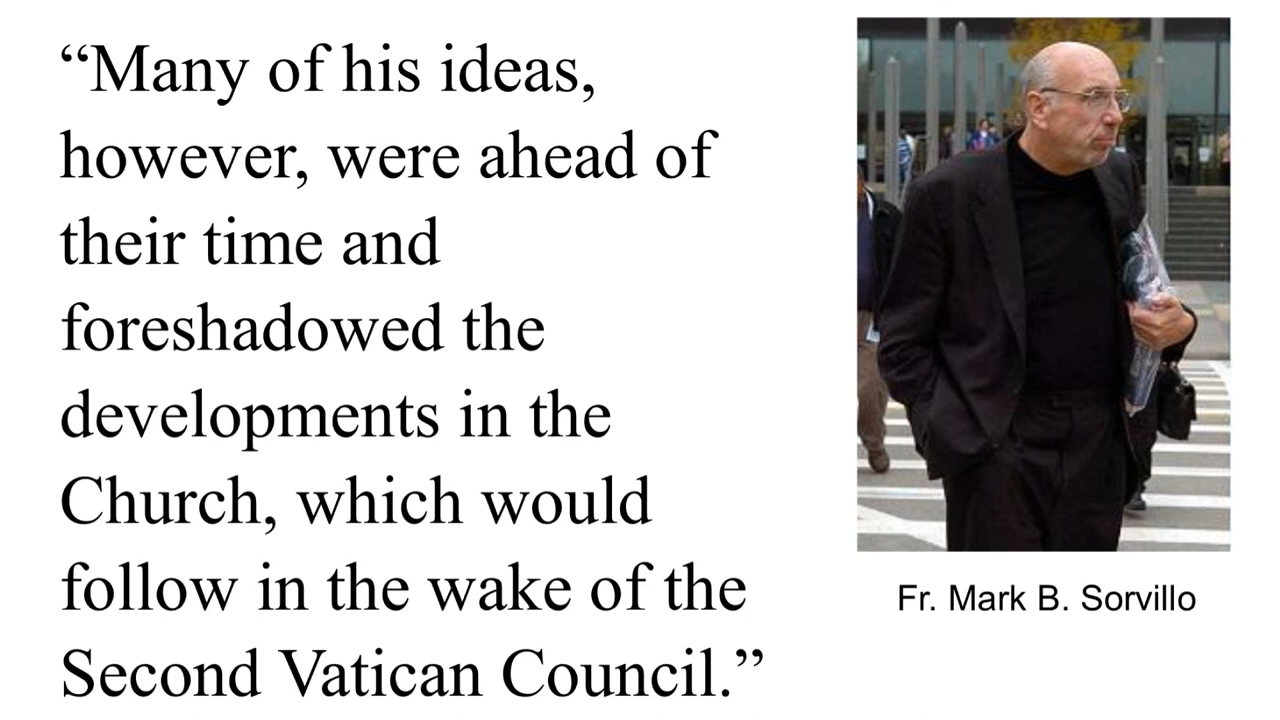 “Many of his ideas,
however, were ahead of
their time and
foreshadowed the
developments in the
Church, which would
follow in the wake of the
Second Vatican Council.”
Fr. Mark B. Sorvillo